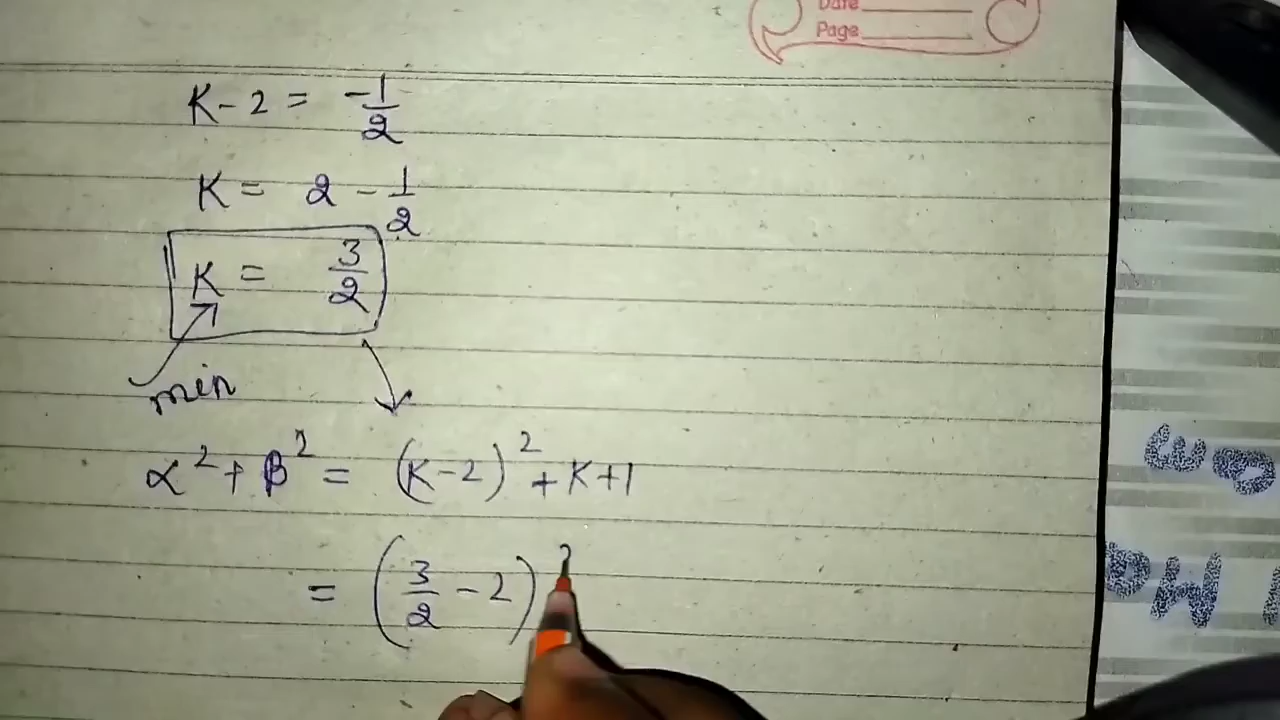 Date
Page
K - 2 = -1/2
K = 2 - 1/2
K = 3/2
min
α² + β² = (K-2)² + K+1
= (3/2 - 2)²